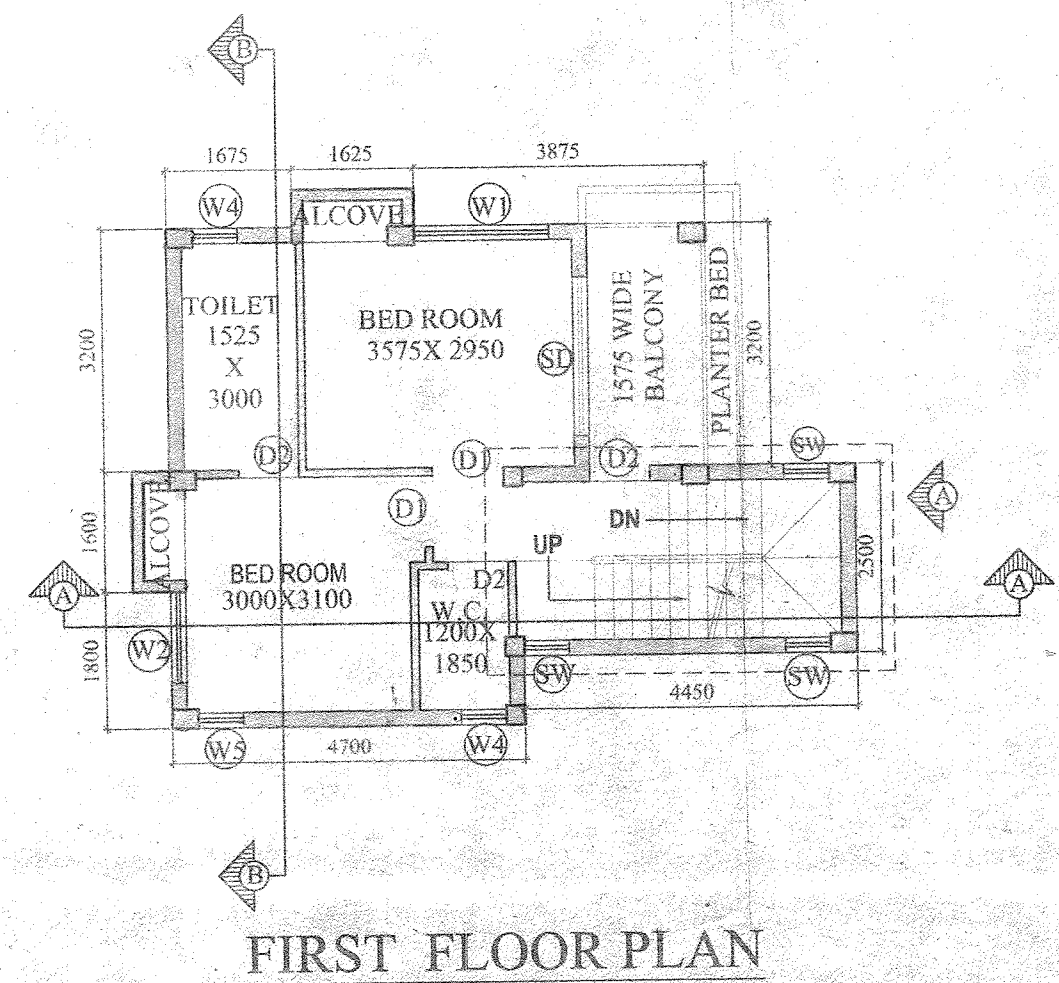 B
1675
1625
3875
W4
ALCOVE
W1
TOILET
1525
X
3000
BED ROOM
3575X 2950
SD
1575 WIDE
BALCONY
PLANTER BED
3200
3200
D2
D1
D2
SW
ALCOVE
D1
DN
A
1600
UP
2500
BED ROOM
3000X3100
D2
W.C.
1200X
1850
A
A
W2
1800
SW
SW
4450
W5
4700
W4
B
FIRST FLOOR PLAN